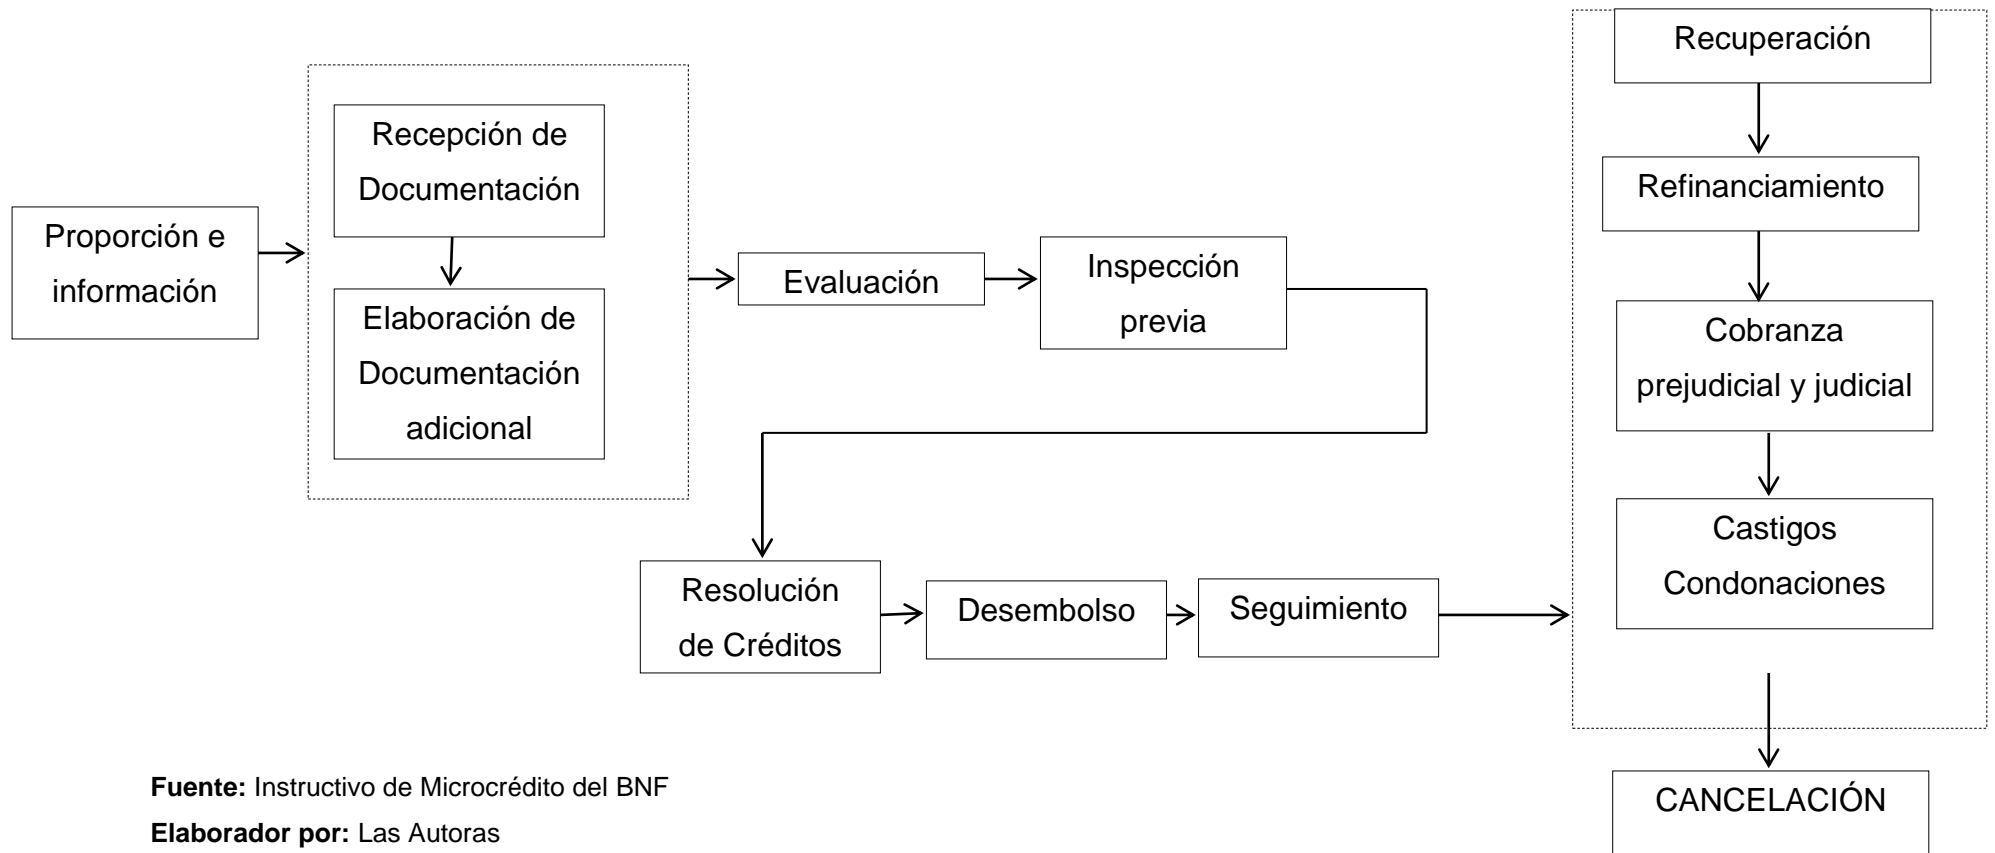 Proporción e
información
Recepción de
Documentación
Elaboración de
Documentación
adicional
Evaluación
Inspección
previa
Resolución
de Créditos
Desembolso
Seguimiento
Recuperación
Refinanciamiento
Cobranza
prejudicial y judicial
Castigos
Condonaciones
CANCELACIÓN
Fuente: Instructivo de Microcrédito del BNF
Elaborador por: Las Autoras